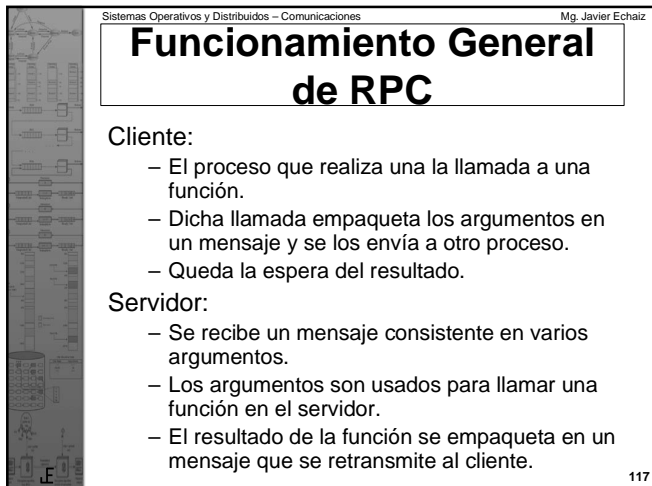 Sistemas Operativos y Distribuidos – Comunicaciones Mg. Javier Echaiz
Funcionamiento General
de RPC
Cliente:
– El proceso que realiza una la llamada a una
función.
– Dicha llamada empaqueta los argumentos en
un mensaje y se los envía a otro proceso.
– Queda la espera del resultado.
Servidor:
– Se recibe un mensaje consistente en varios
argumentos.
– Los argumentos son usados para llamar una
función en el servidor.
– El resultado de la función se empaqueta en un
mensaje que se retransmite al cliente.
JE
117